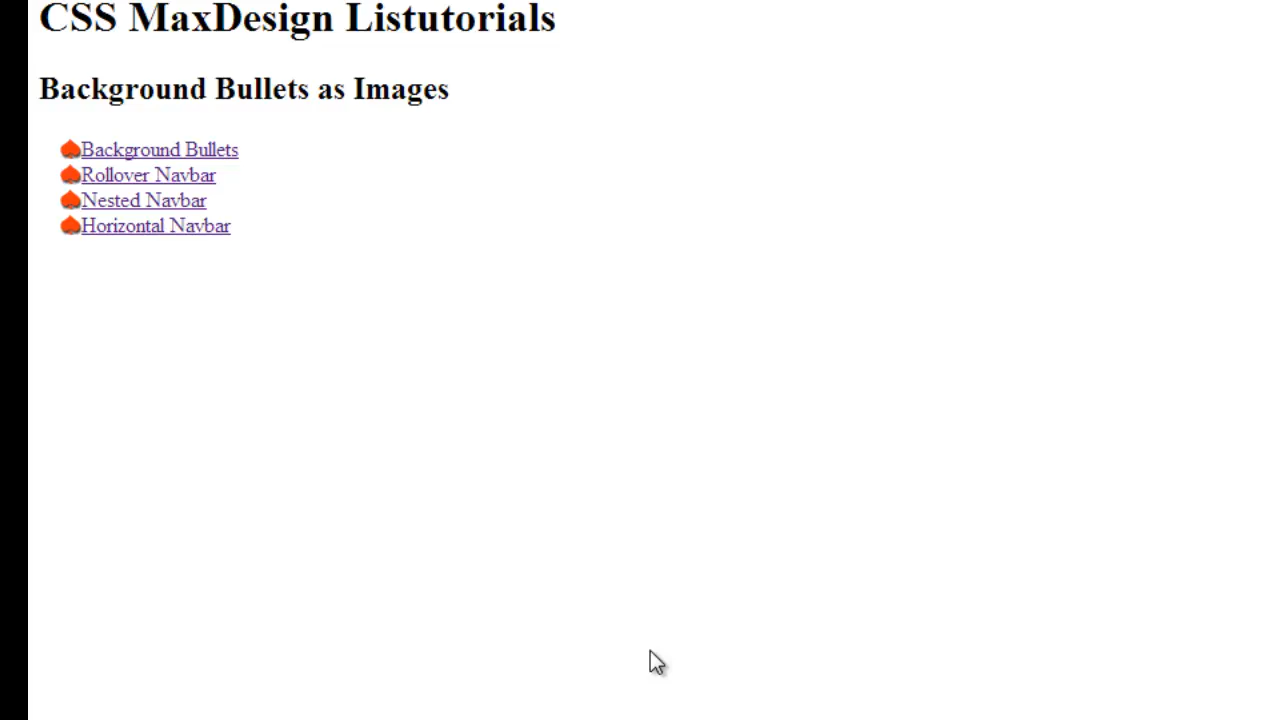 CSS MaxDesign Listutorials
Background Bullets as Images
Background Bullets
Rollover Navbar
Nested Navbar
Horizontal Navbar